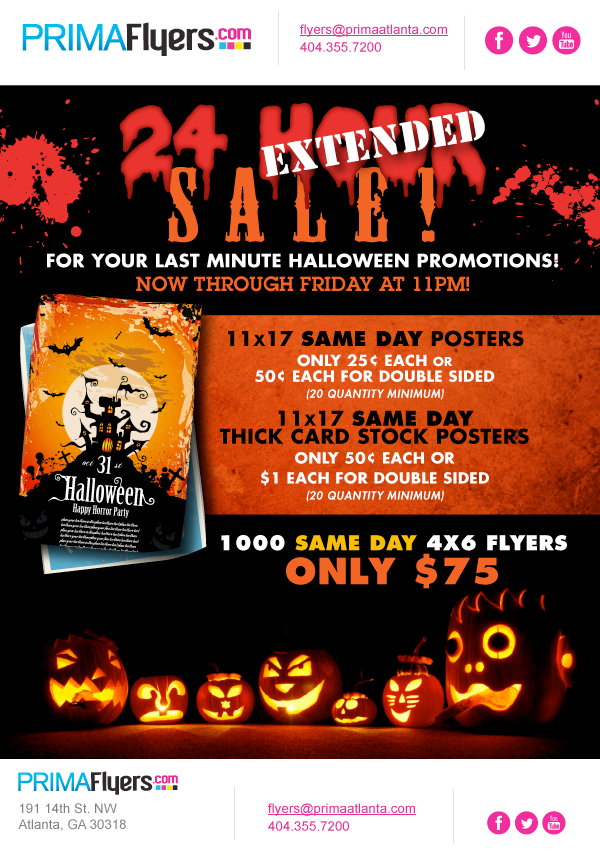 PRIMAFlyers.com
flyers@primaatlanta.com
404.355.7200
You
Tube
24 HOUR
EXTENDED
SALE!
FOR YOUR LAST MINUTE HALLOWEEN PROMOTIONS!
NOW THROUGH FRIDAY AT 11PM!
11x17 SAME DAY POSTERS
ONLY 25¢ EACH OR
50¢ EACH FOR DOUBLE SIDED
(20 QUANTITY MINIMUM)
11x17 SAME DAY
THICK CARD STOCK POSTERS
ONLY 50¢ EACH OR
$1 EACH FOR DOUBLE SIDED
(20 QUANTITY MINIMUM)
oct 31 st
Halloween
Happy Horror Party
1000 SAME DAY 4X6 FLYERS
ONLY $75
PRIMAFlyers.com
191 14th St. NW
Atlanta, GA 30318
flyers@primaatlanta.com
404.355.7200
You
Tube